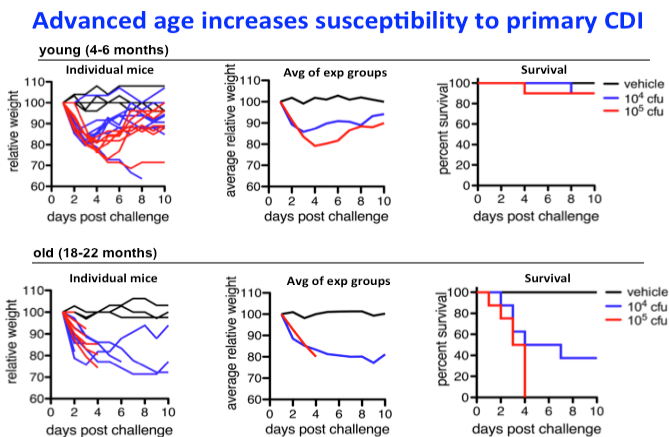 Advanced age increases susceptibility to primary CDI
young (4-6 months)
Individual mice
Avg of exp groups
Survival
relative weight
110
100
90
80
70
60
0 2 4 6 8 10
days post challenge
average relative weight
110
100
90
80
70
60
0 2 4 6 8 10
days post challenge
percent survival
100
80
60
40
20
0
0 2 4 6 8 10
days post challenge
vehicle
10⁴ cfu
10⁵ cfu
old (18-22 months)
Individual mice
Avg of exp groups
Survival
relative weight
110
100
90
80
70
60
0 2 4 6 8 10
days post challenge
average relative weight
110
100
90
80
70
60
0 2 4 6 8 10
days post challenge
percent survival
100
80
60
40
20
0
0 2 4 6 8 10
days post challenge
vehicle
10⁴ cfu
10⁵ cfu